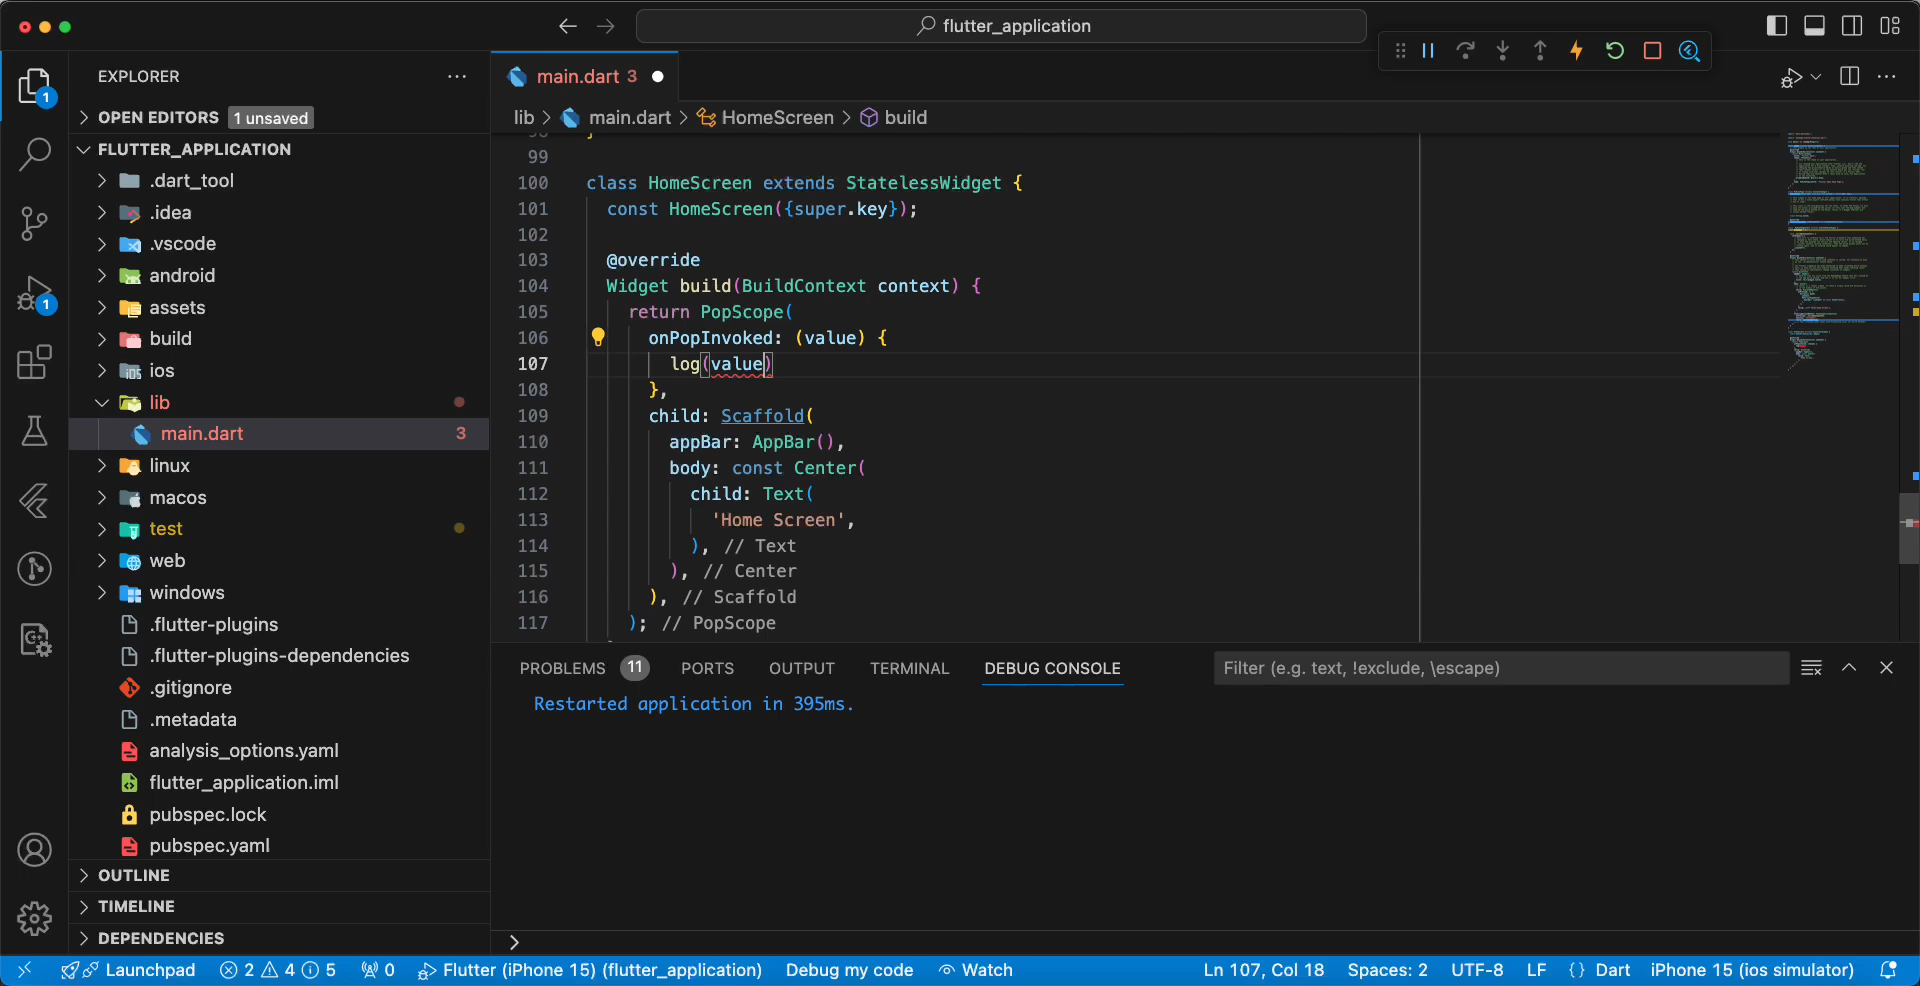 flutter_application
EXPLORER
main.dart 3
1
OPEN EDITORS 1 unsaved
lib > main.dart > HomeScreen > build
FLUTTER_APPLICATION
.dart_tool
.idea
.vscode
android
assets
1
build
ios
lib
main.dart 3
linux
macos
test
web
windows
.flutter-plugins
.flutter-plugins-dependencies
.gitignore
.metadata
analysis_options.yaml
flutter_application.iml
pubspec.lock
pubspec.yaml
OUTLINE
TIMELINE
DEPENDENCIES
98 }
99
100 class HomeScreen extends StatelessWidget {
101 const HomeScreen({super.key});
102
103 @override
104 Widget build(BuildContext context) {
105 return PopScope(
106 onPopInvoked: (value) {
107 log(value)
108 },
109 child: Scaffold(
110 appBar: AppBar(),
111 body: const Center(
112 child: Text(
113 'Home Screen',
114 ), // Text
115 ), // Center
116 ), // Scaffold
117 ); // PopScope
PROBLEMS 11 PORTS OUTPUT TERMINAL DEBUG CONSOLE Filter (e.g. text, !exclude, \escape)
Restarted application in 395ms.
Launchpad 2 4 5 0 Flutter (iPhone 15) (flutter_application) Debug my code Watch Ln 107, Col 18 Spaces: 2 UTF-8 LF {} Dart iPhone 15 (ios simulator)